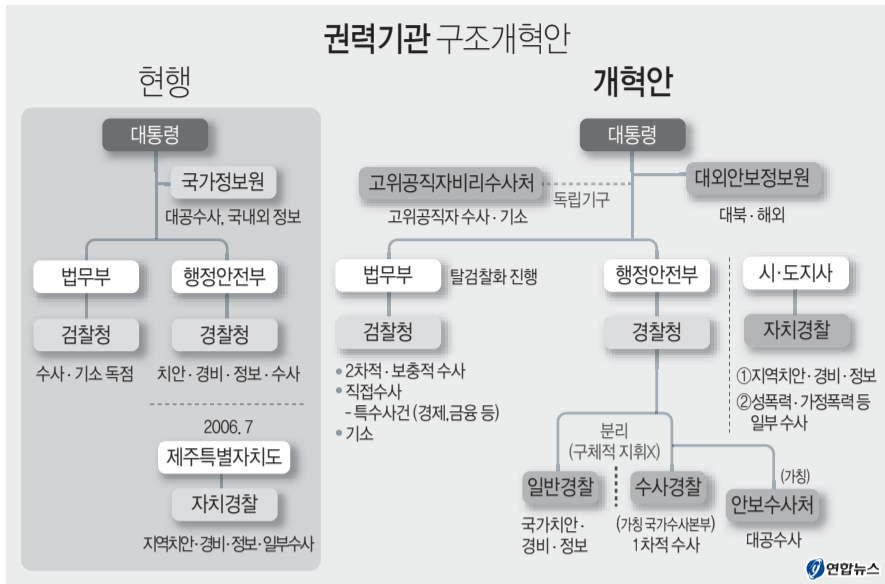 권력기관 구조개혁안
현행
대통령
국가정보원
대공수사, 국내외 정보
법무부
행정안전부
검찰청
경찰청
수사·기소 독점
치안·경비·정보·수사
2006. 7
제주특별자치도
자치경찰
지역치안·경비·정보·일부수사
개혁안
대통령
고위공직자비리수사처
독립기구
대외안보정보원
고위공직자 수사·기소
대북·해외
법무부
탈검찰화 진행
행정안전부
시·도지사
검찰청
경찰청
자치경찰
• 2차적·보충적 수사
• 직접수사
- 특수사건 (경제,금융 등)
• 기소
①지역치안·경비·정보
②성폭력·가정폭력 등
일부 수사
분리
(구체적 지휘X)
일반경찰
수사경찰
(가칭)
안보수사처
국가치안·
경비·정보
(가칭 국가수사본부)
1차적 수사
대공수사
연합뉴스